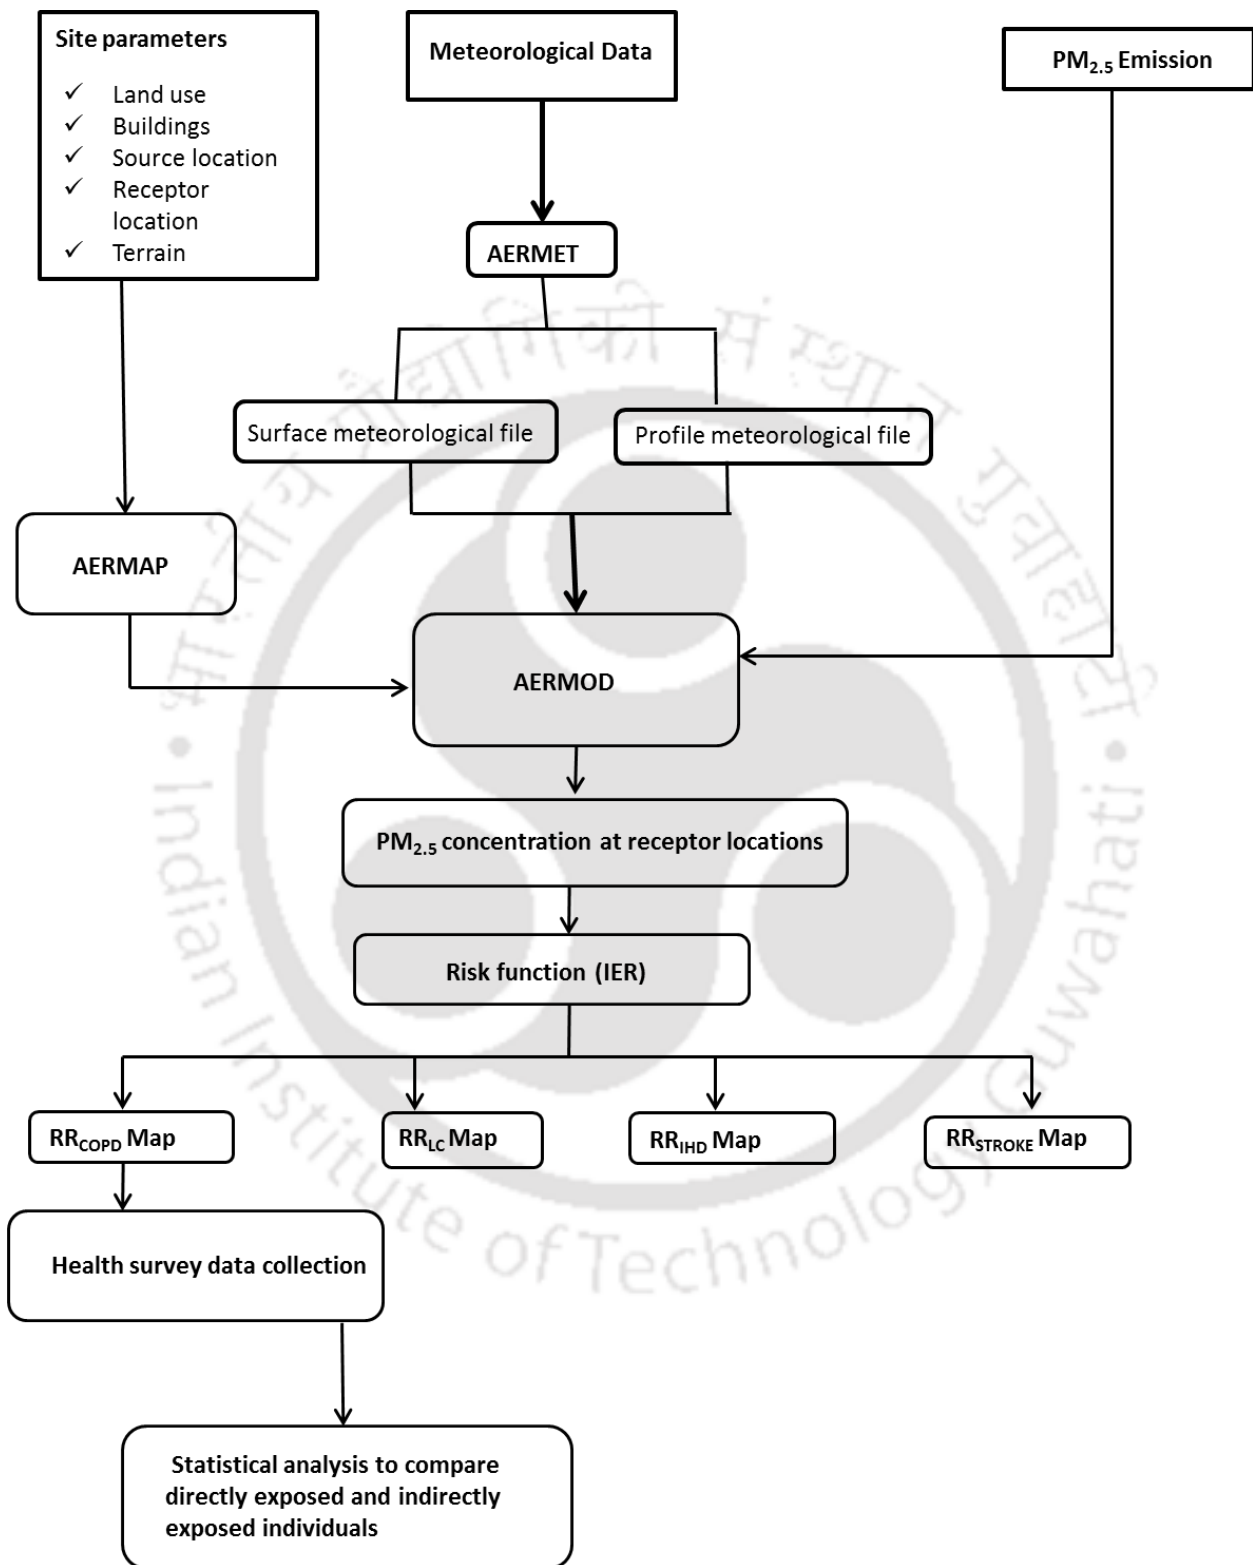 Site parameters
✓ Land use
✓ Buildings
✓ Source location
✓ Receptor
location
✓ Terrain
Meteorological Data
PM2.5 Emission
AERMET
Surface meteorological file
Profile meteorological file
AERMAP
AERMOD
PM2.5 concentration at receptor locations
Risk function (IER)
RRCOPD Map
RRLC Map
RRIHD Map
RRSTROKE Map
Health survey data collection
Statistical analysis to compare
directly exposed and indirectly
exposed individuals
भारतीय प्रौद्योगिकी संस्थान गुवाहाटी
Indian Institute of Technology Guwahati